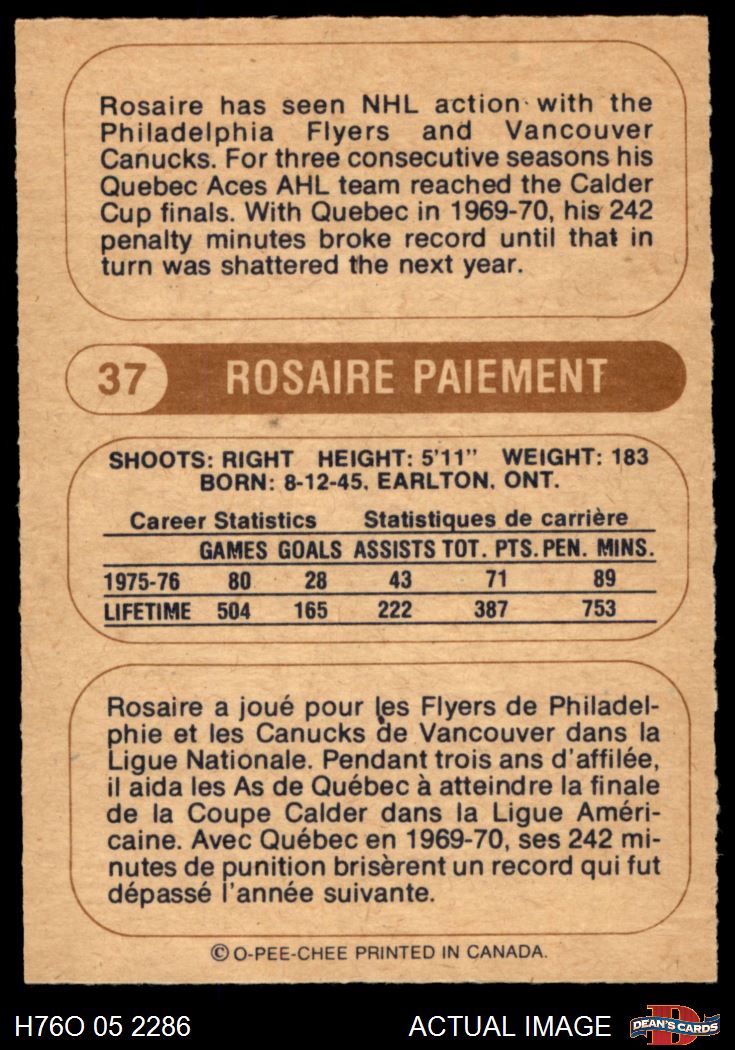 Rosaire has seen NHL action with the
Philadelphia Flyers and Vancouver
Canucks. For three consecutive seasons his
Quebec Aces AHL team reached the Calder
Cup finals. With Quebec in 1969-70, his 242
penalty minutes broke record until that in
turn was shattered the next year.
37 ROSAIRE PAIEMENT
SHOOTS: RIGHT HEIGHT: 5'11" WEIGHT: 183
BORN: 8-12-45, EARLTON, ONT.
Career Statistics Statistiques de carrière
GAMES GOALS ASSISTS TOT. PTS. PEN. MINS.
1975-76 80 28 43 71 89
LIFETIME 504 165 222 387 753
Rosaire a joué pour les Flyers de Philadel-
phie et les Canucks de Vancouver dans la
Ligue Nationale. Pendant trois ans d'affilée,
il aida les As de Québec à atteindre la finale
de la Coupe Calder dans la Ligue Améri-
caine. Avec Québec en 1969-70, ses 242 mi-
nutes de punition brisèrent un record qui fut
dépassé l'année suivante.
© O-PEE-CHEE PRINTED IN CANADA.
H76O 05 2286 ACTUAL IMAGE D DEAN'S CARDS